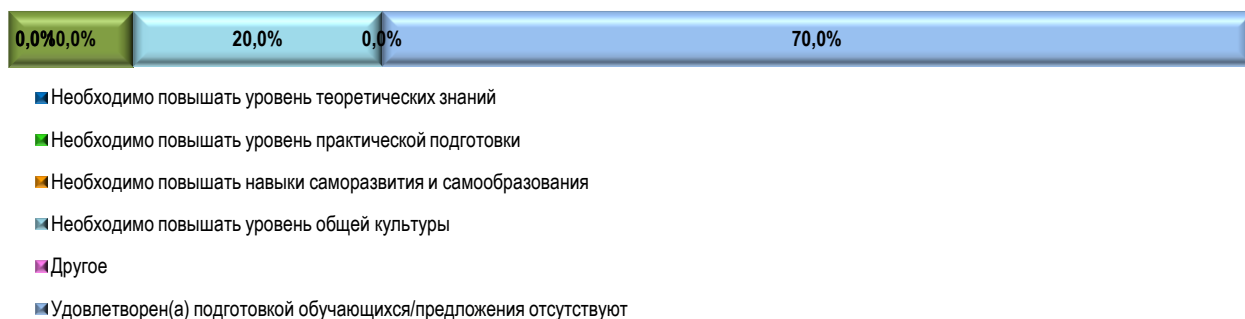 0,0%0,0% 20,0% 0,0% 70,0%
Необходимо повышать уровень теоретических знаний
Необходимо повышать уровень практической подготовки
Необходимо повышать навыки саморазвития и самообразования
Необходимо повышать уровень общей культуры
Другое
Удовлетворен(а) подготовкой обучающихся/предложения отсутствуют